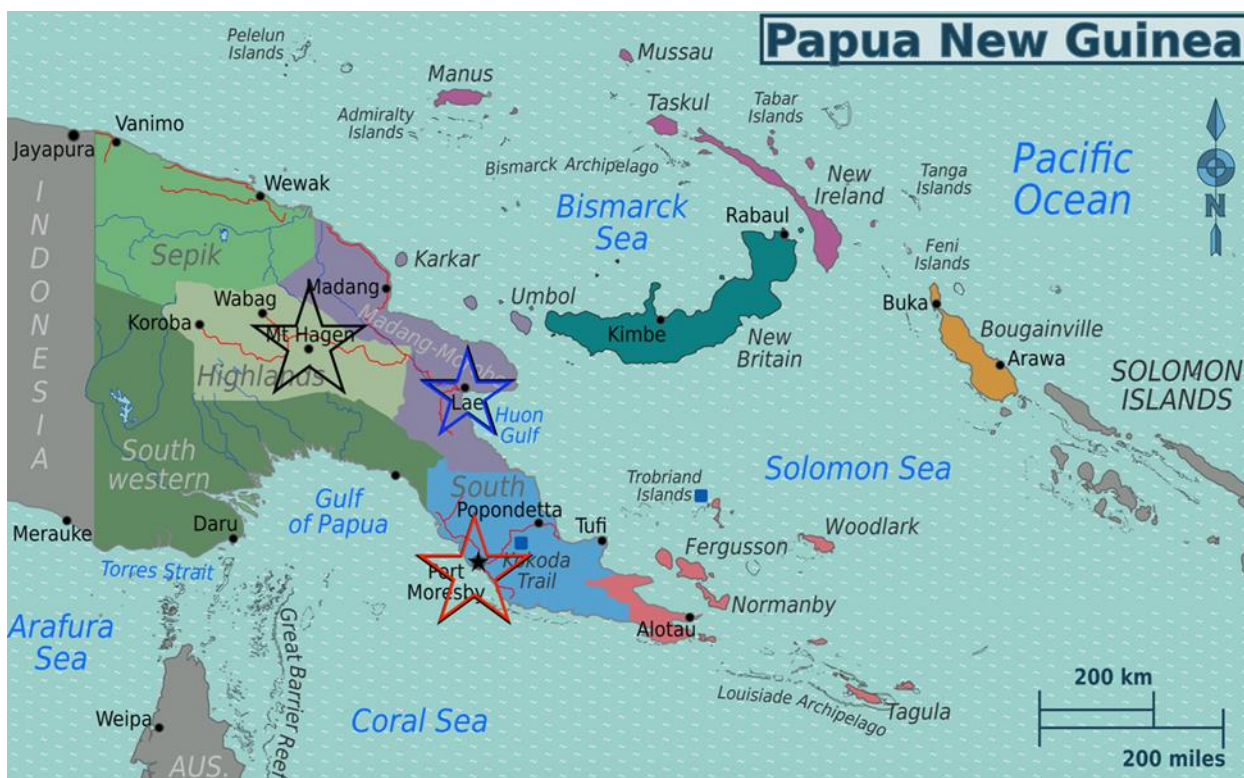 Papua New Guinea
Pelelun
Islands
Mussau
Manus
Taskul
Tabar
Islands
Admiralty
Islands
Vanimo
Jayapura
Bismarck Archipelago
New
Ireland
Tanga
Islands
Pacific
Ocean
N
Wewak
Bismarck
Sea
Rabaul
INDONESIA
Sepik
Karkar
Feni
Islands
Madang
Wabag
Umbol
Buka
Koroba
Mt Hagen
Madang-Morobe
Kimbe
New
Britain
Bougainville
Arawa
Highlands
SOLOMON
ISLANDS
Lae
Huon
Gulf
South
western
Gulf
of Papua
South
Solomon Sea
Trobriand
Islands
Popondetta
Merauke
Daru
Tufi
Woodlark
Fergusson
Kokoda
Trail
Torres Strait
Port
Moresby
Normanby
Arafura
Sea
Alotau
Great Barrier Reef
200 km
Louisiade Archipelago
Tagula
Weipa
Coral Sea
200 miles
AUS.